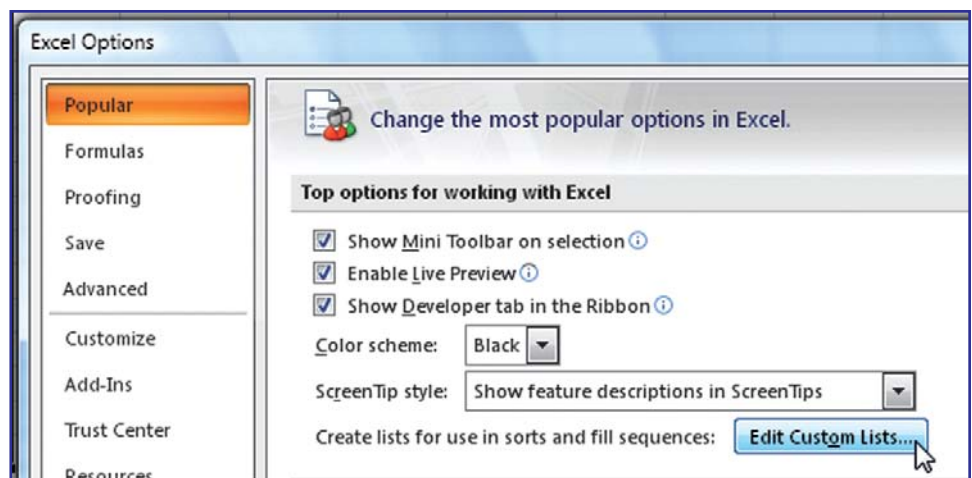 Excel Options
Popular
Formulas
Proofing
Save
Advanced
Customize
Add-Ins
Trust Center
Resources
Change the most popular options in Excel.
Top options for working with Excel
Show Mini Toolbar on selection
Enable Live Preview
Show Developer tab in the Ribbon
Color scheme: Black
ScreenTip style: Show feature descriptions in ScreenTips
Create lists for use in sorts and fill sequences: Edit Custom Lists...